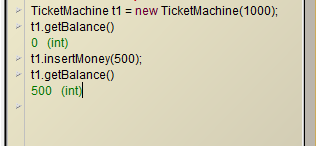 TicketMachine t1 = new TicketMachine(1000);
t1.getBalance()
0 (int)
t1.insertMoney(500);
t1.getBalance()
500 (int)